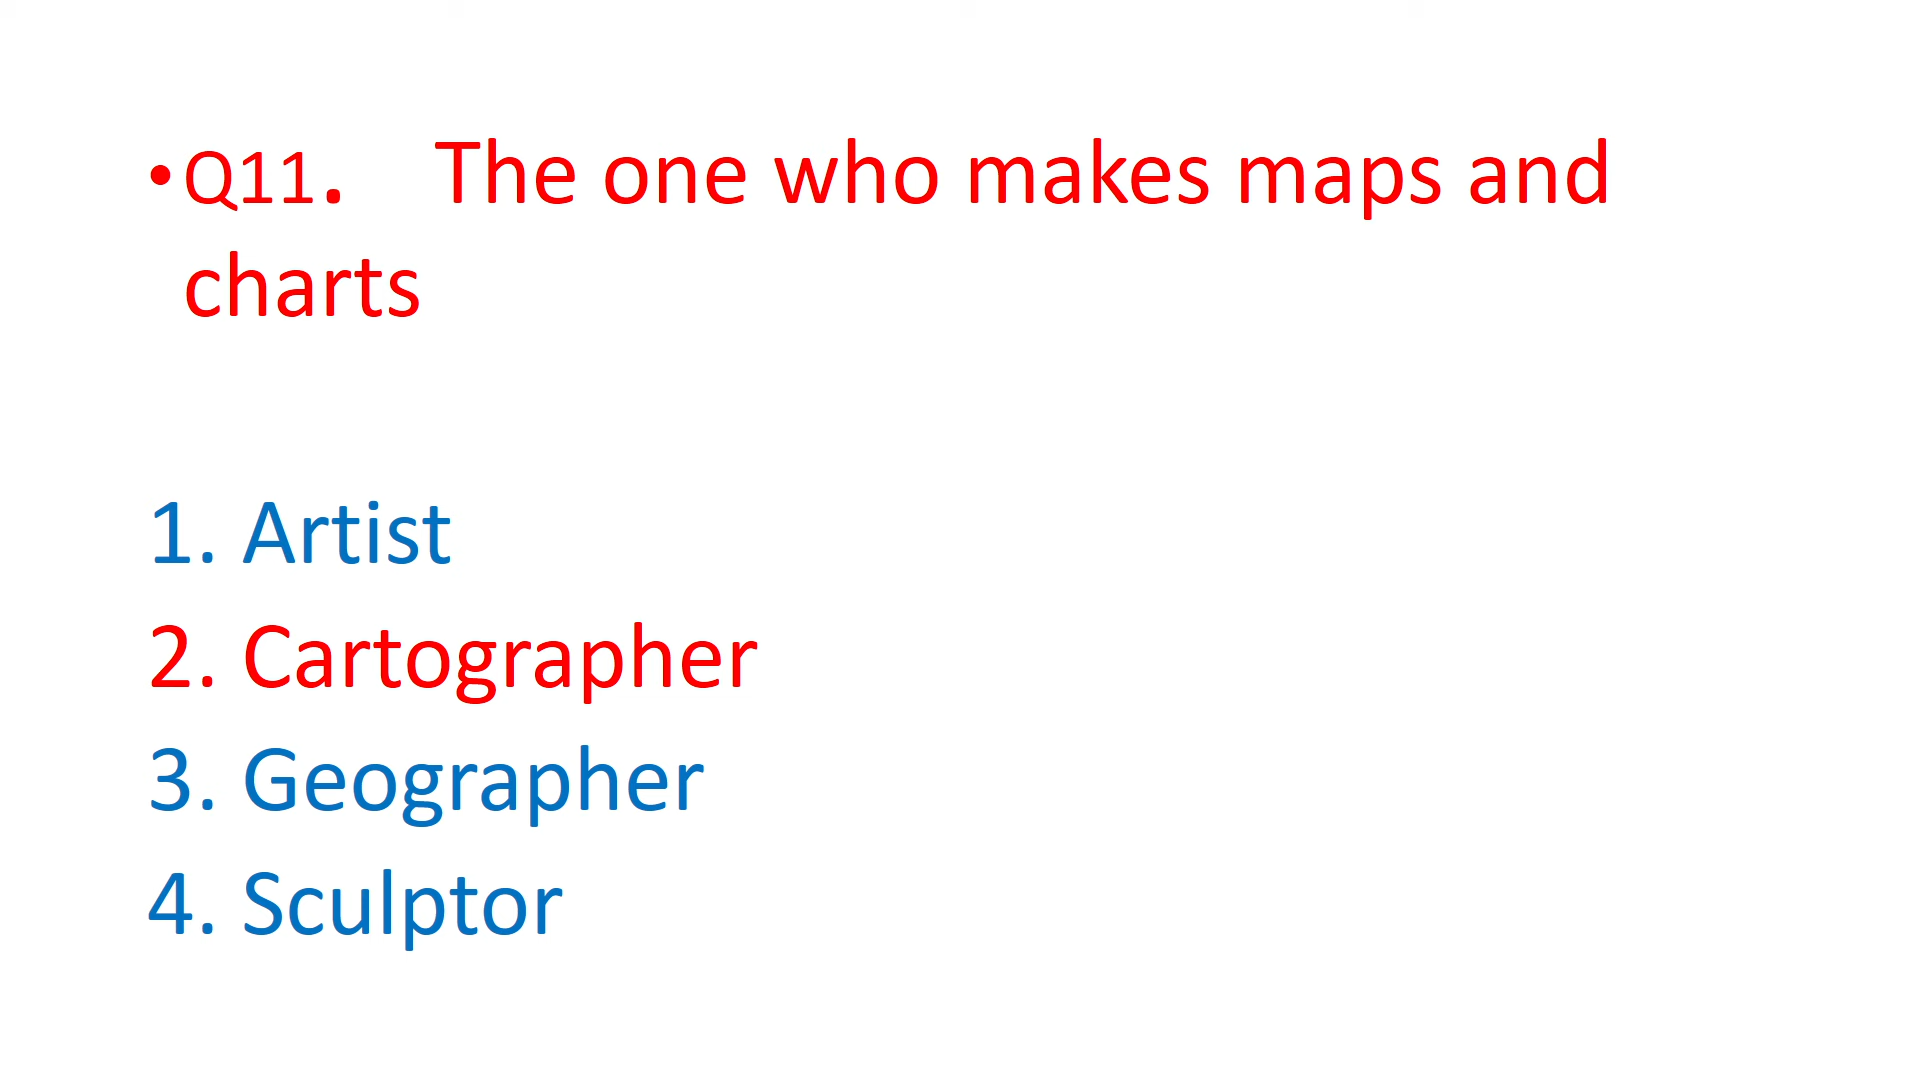 •Q11. The one who makes maps and
charts
1. Artist
2. Cartographer
3. Geographer
4. Sculptor